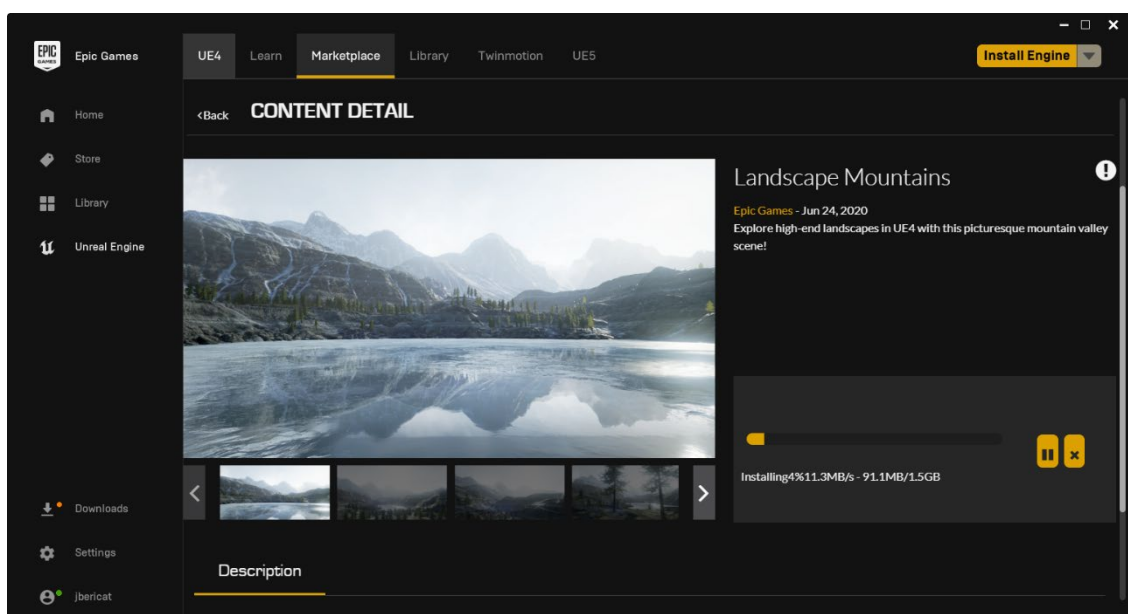 EPIC
GAMES
Epic Games
UE4
Learn
Marketplace
Library
Twinmotion
UE5
Install Engine
Home
Store
Library
Unreal Engine
Downloads
Settings
jbericat
<Back
CONTENT DETAIL
Landscape Mountains
Epic Games - Jun 24, 2020
Explore high-end landscapes in UE4 with this picturesque mountain valley
scene!
Installing4%11.3MB/s - 91.1MB/1.5GB
Description